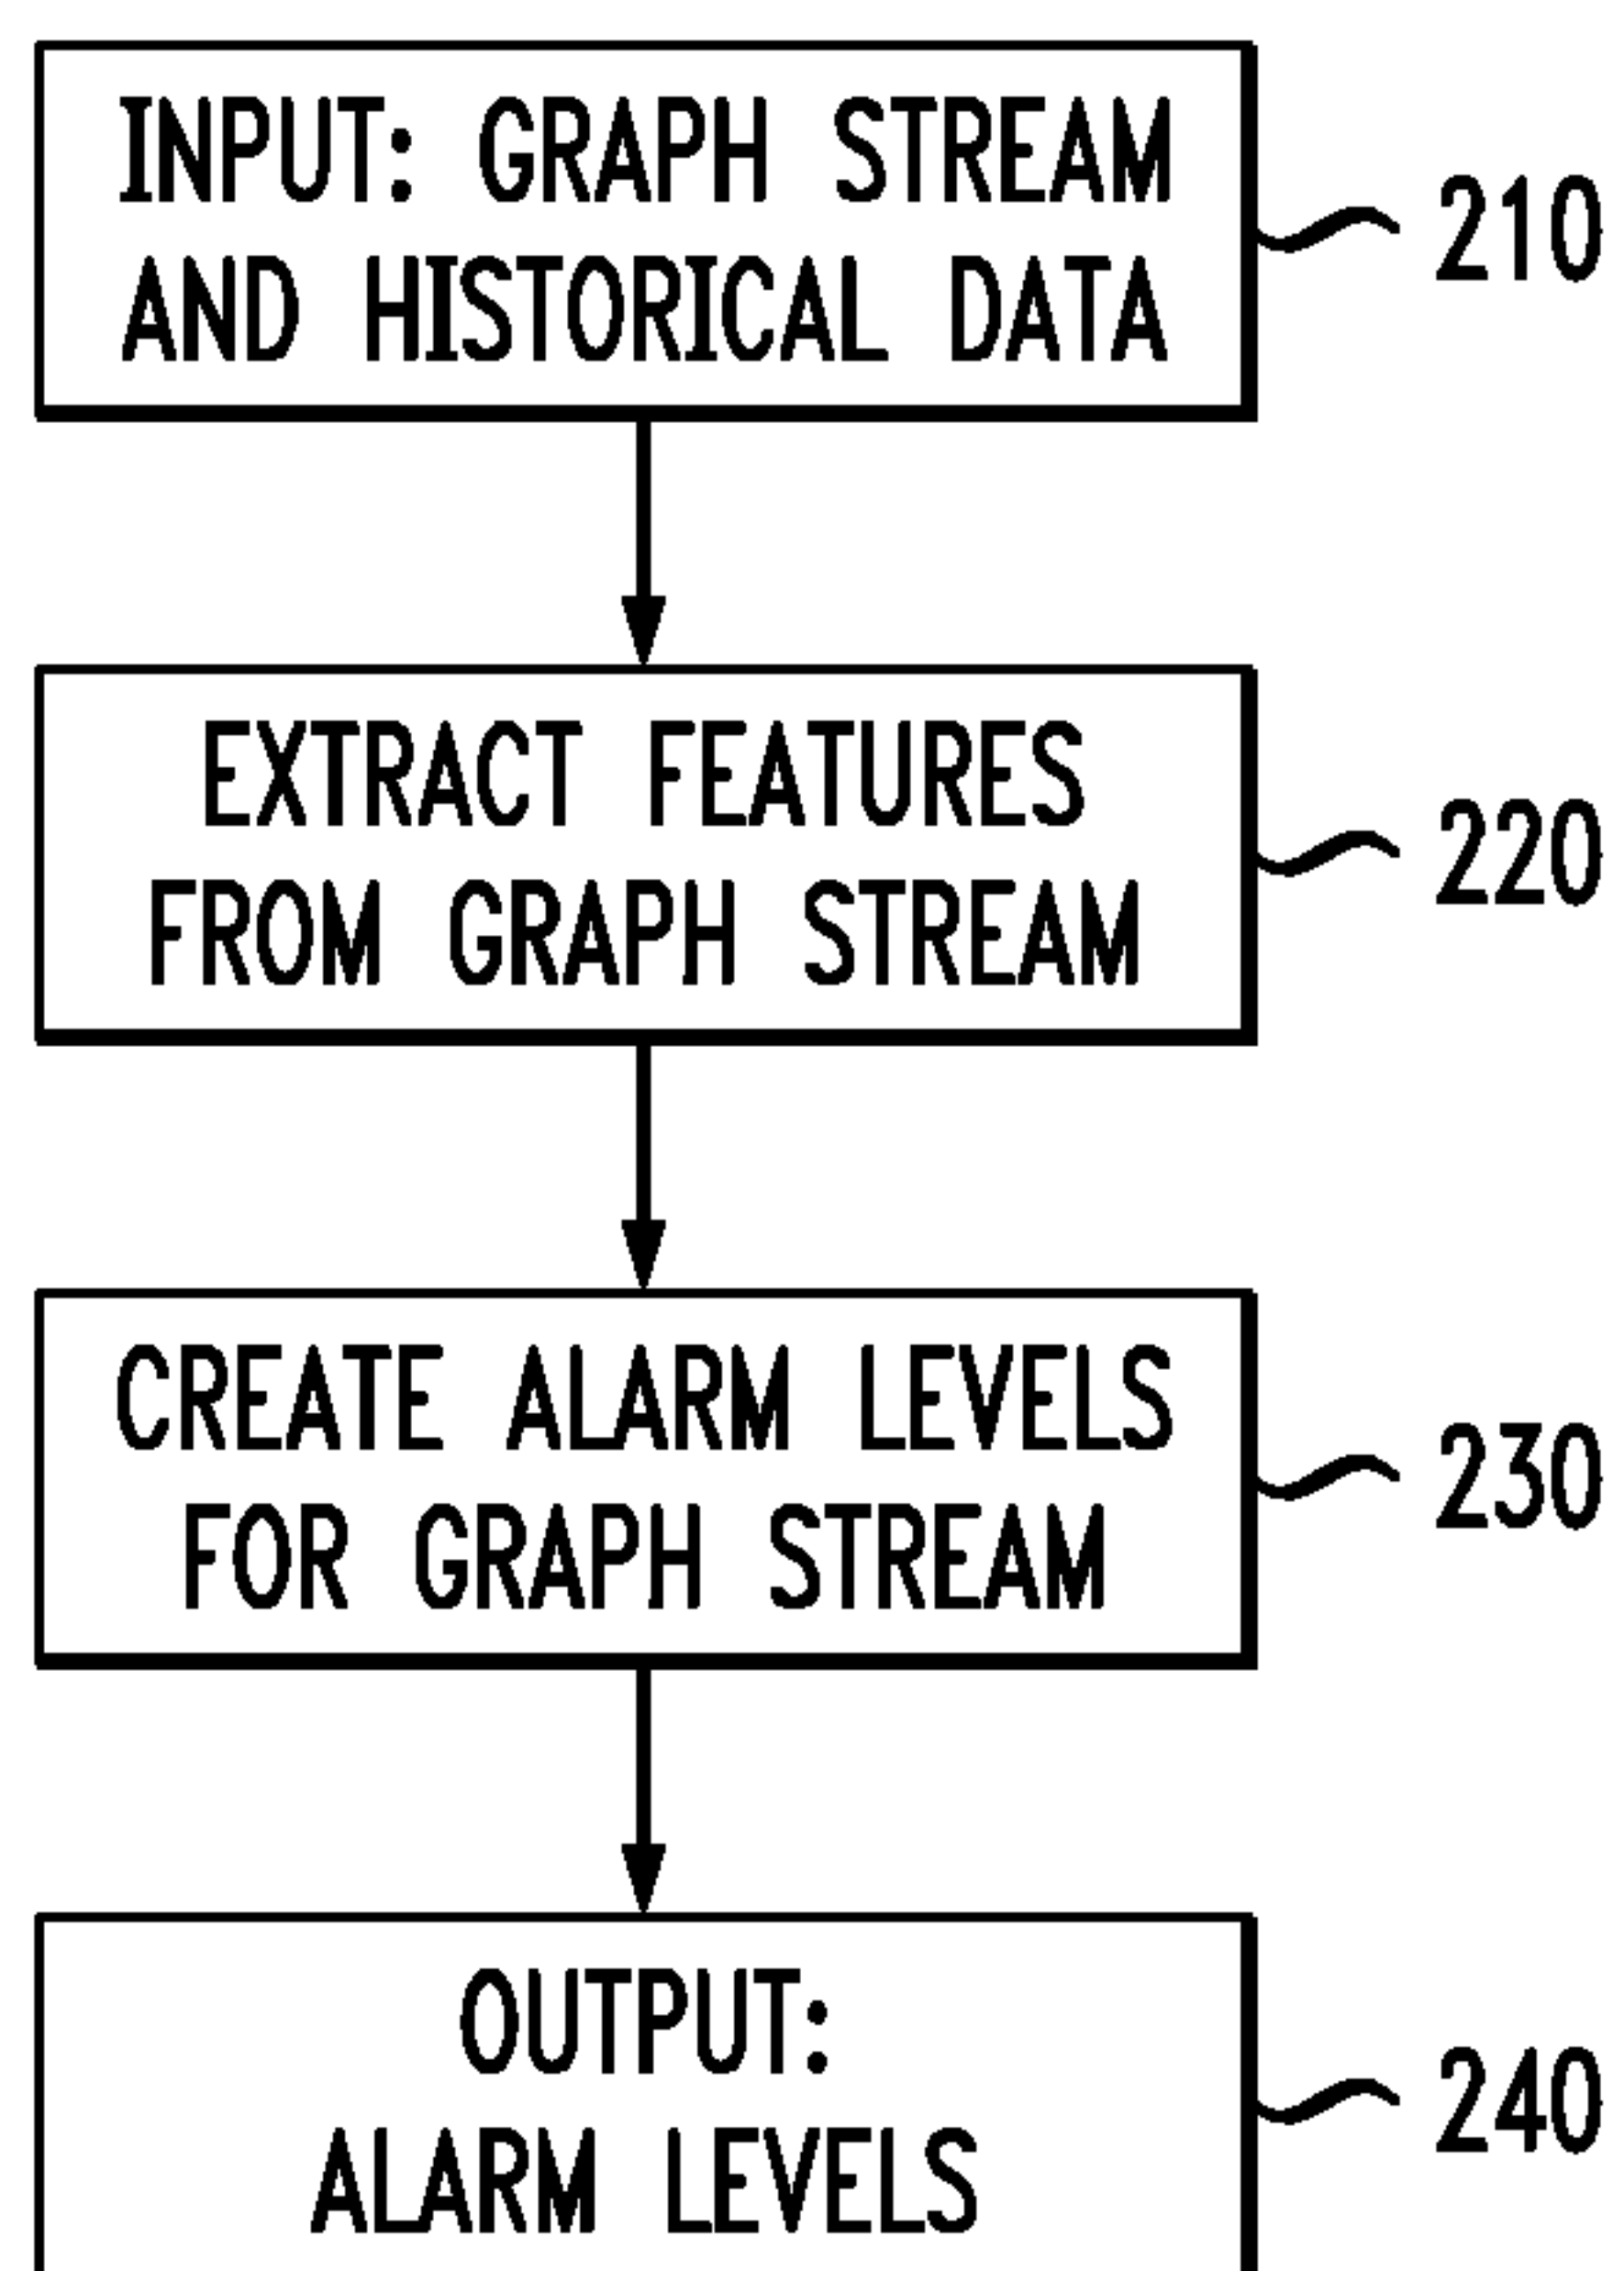 INPUT: GRAPH STREAM
AND HISTORICAL DATA
210
EXTRACT FEATURES
FROM GRAPH STREAM
220
CREATE ALARM LEVELS
FOR GRAPH STREAM
230
OUTPUT:
ALARM LEVELS
240